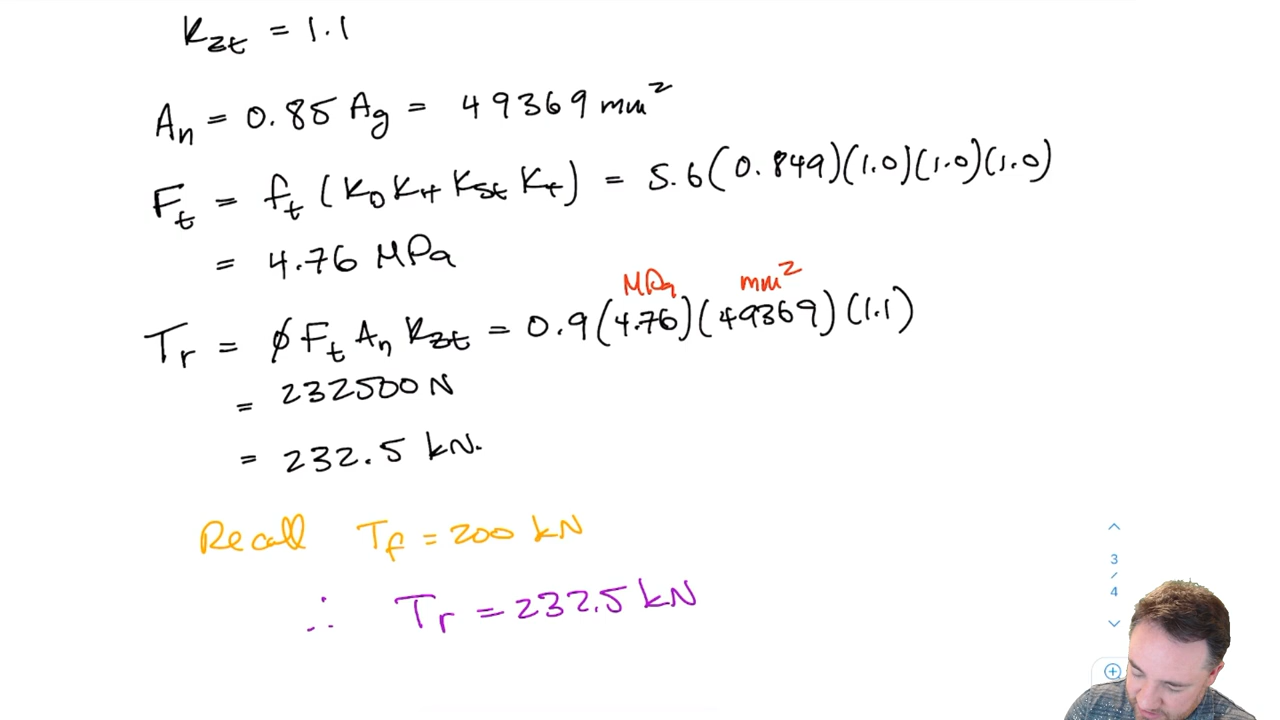 K_Zt = 1.1
A_n = 0.85 A_g = 49369 mm²
F_t = f_t (K_D K_H K_St K_T) = 5.6(0.849)(1.0)(1.0)(1.0)
= 4.76 MPa
MPa mm²
T_r = ϕ F_t A_n K_Zt = 0.9(4.76)(49369)(1.1)
= 232500 N
= 232.5 kN.
Recall T_f = 200 kN
∴ T_r = 232.5 kN
3
/
4